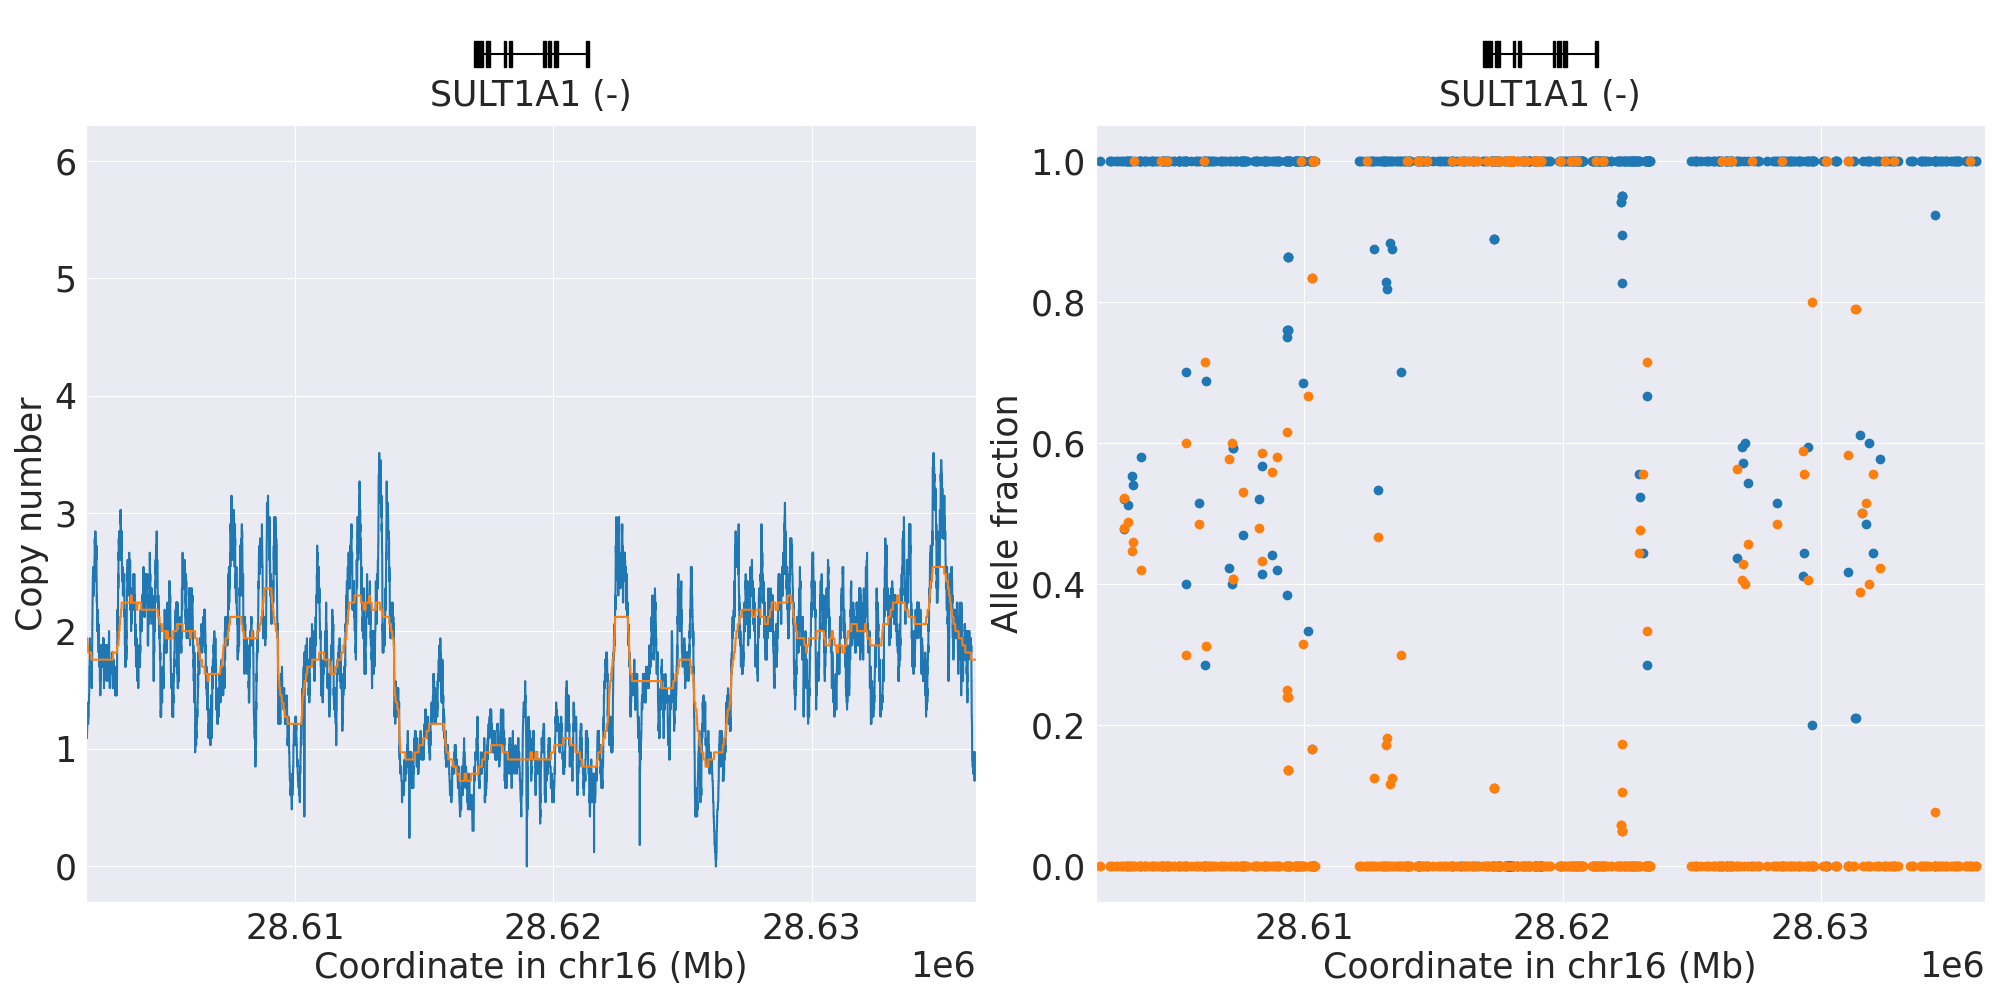 SULT1A1 (-)
Copy number
6
5
4
3
2
1
0
28.61
28.62
28.63
Coordinate in chr16 (Mb)
1e6
SULT1A1 (-)
Allele fraction
1.0
0.8
0.6
0.4
0.2
0.0
28.61
28.62
28.63
Coordinate in chr16 (Mb)
1e6